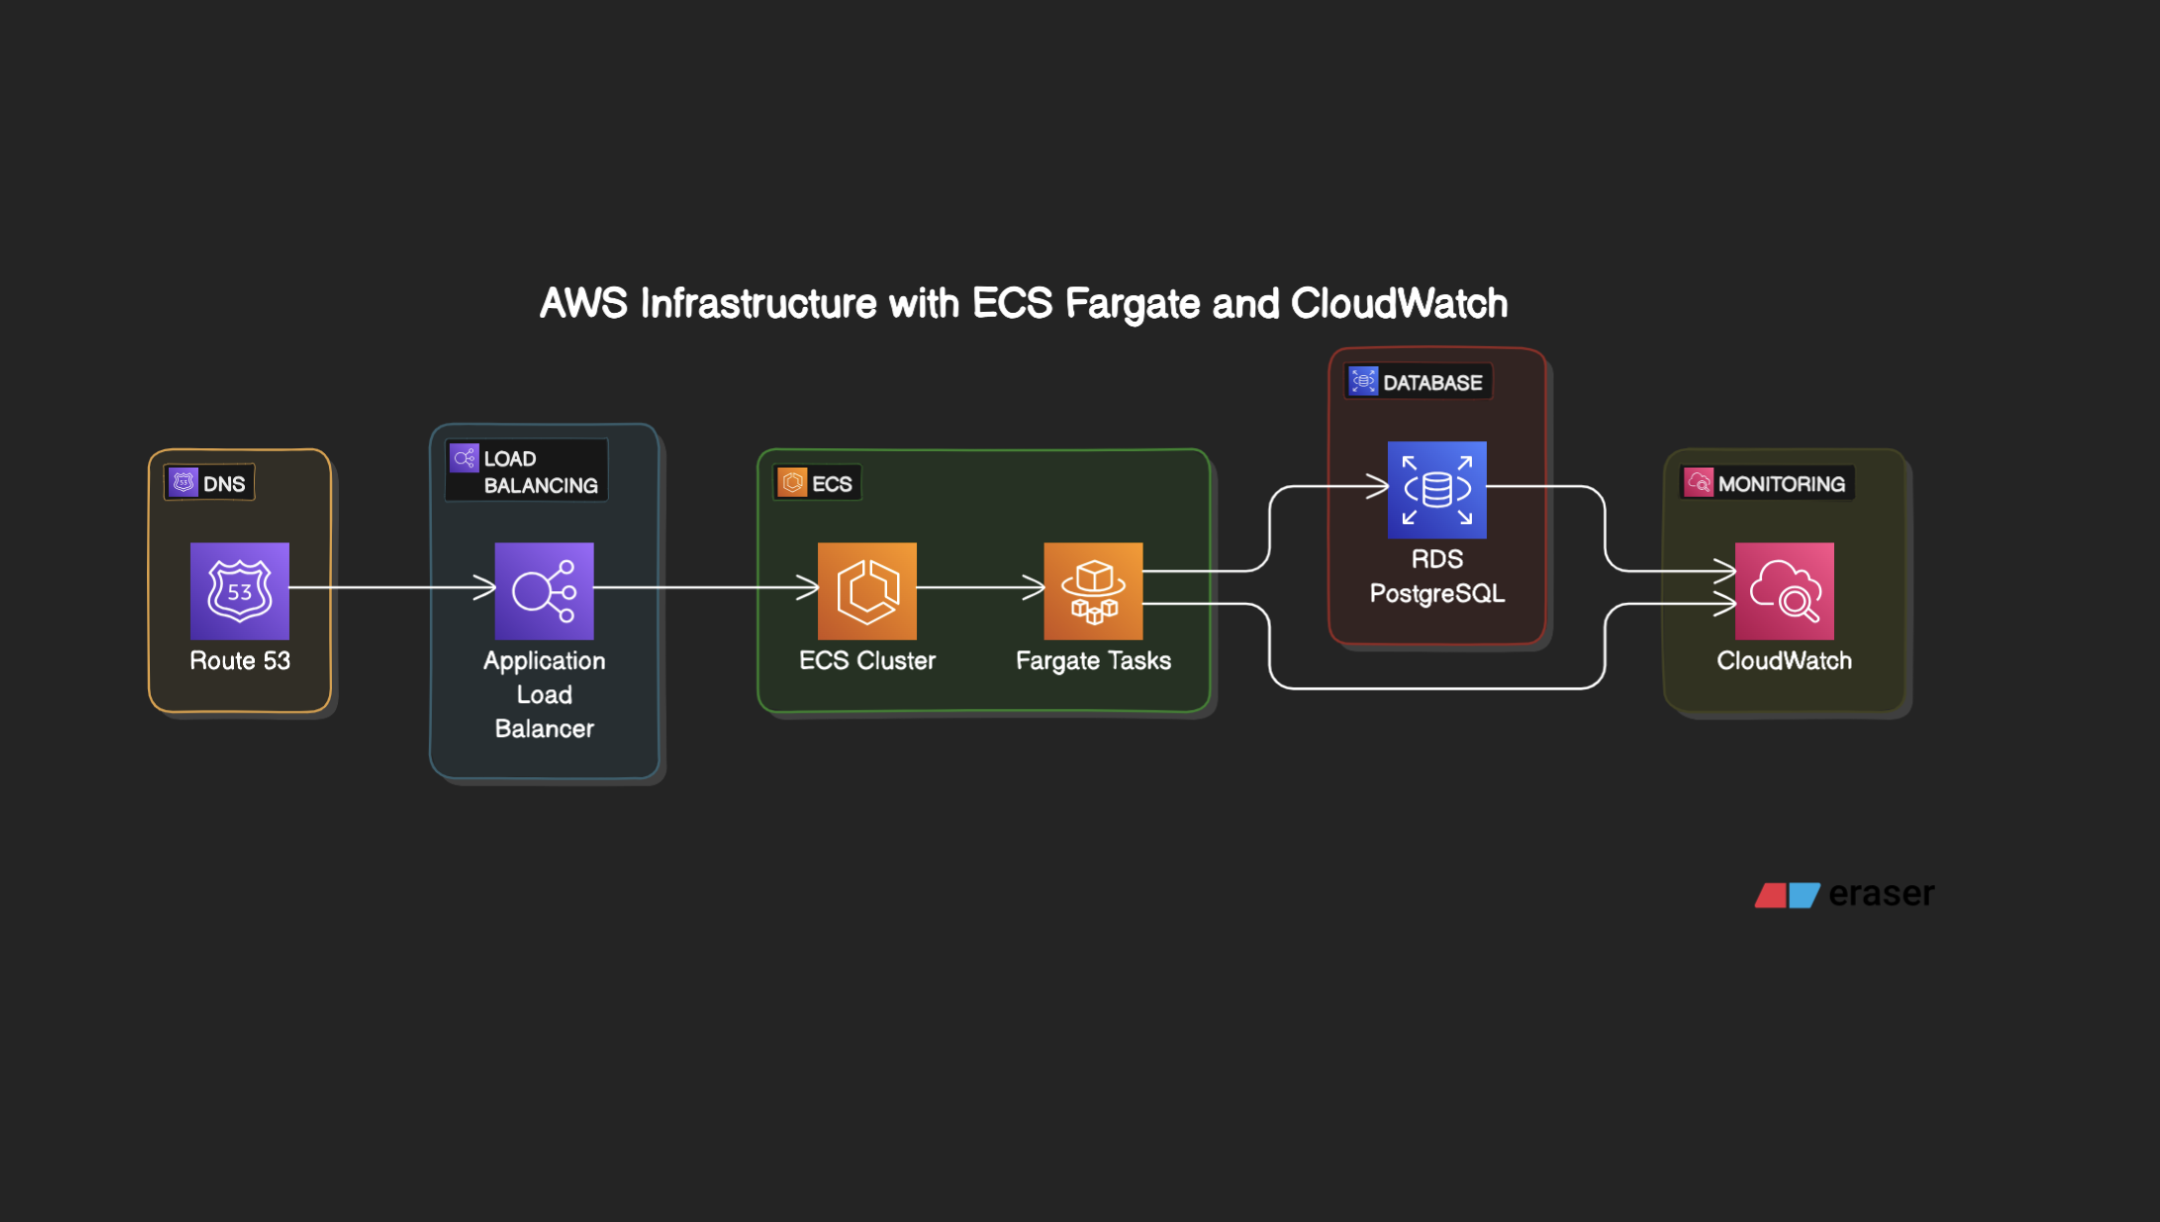 AWS Infrastructure with ECS Fargate and CloudWatch
DNS
53
Route 53
LOAD
BALANCING
Application
Load
Balancer
ECS
ECS Cluster
Fargate Tasks
DATABASE
RDS
PostgreSQL
MONITORING
CloudWatch
eraser